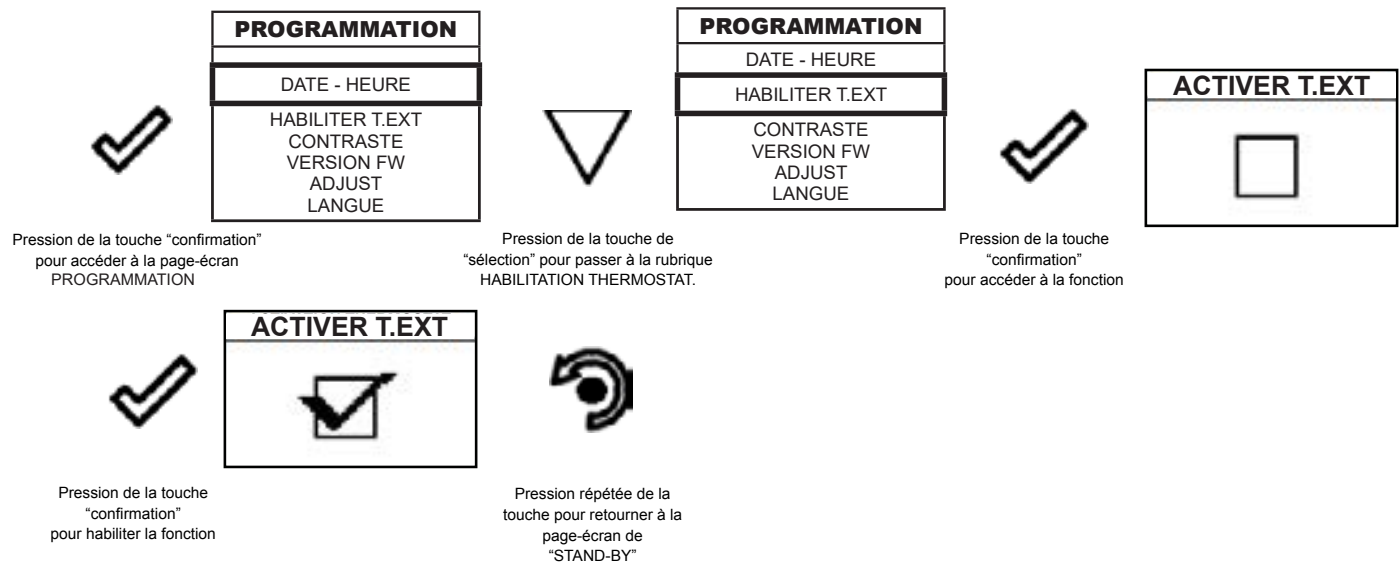 PROGRAMMATION
DATE - HEURE
HABILITER T.EXT
CONTRASTE
VERSION FW
ADJUST
LANGUE
Pression de la touche “confirmation”
pour accéder à la page-écran
PROGRAMMATION
PROGRAMMATION
DATE - HEURE
HABILITER T.EXT
CONTRASTE
VERSION FW
ADJUST
LANGUE
Pression de la touche de
“sélection” pour passer à la rubrique
HABILITATION THERMOSTAT.
ACTIVER T.EXT
Pression de la touche
“confirmation”
pour accéder à la fonction
ACTIVER T.EXT
Pression de la touche
“confirmation”
pour habiliter la fonction
Pression répétée de la
touche pour retourner à la
page-écran de
“STAND-BY”